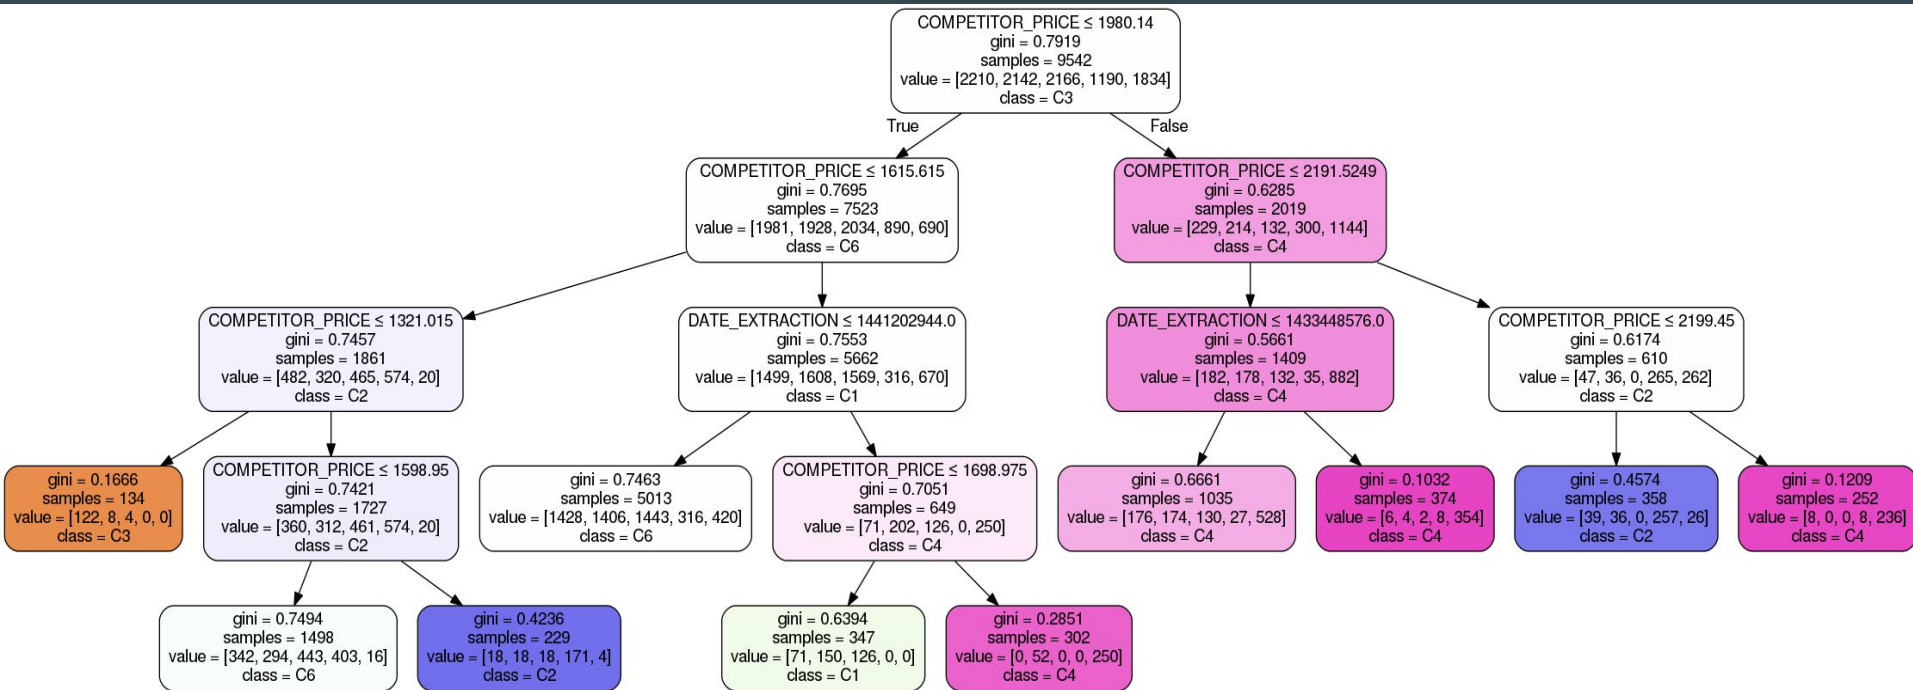 COMPETITOR_PRICE ≤ 1980.14
gini = 0.7919
samples = 9542
value = [2210, 2142, 2166, 1190, 1834]
class = C3
True
False
COMPETITOR_PRICE ≤ 1615.615
gini = 0.7695
samples = 7523
value = [1981, 1928, 2034, 890, 690]
class = C6
COMPETITOR_PRICE ≤ 2191.5249
gini = 0.6285
samples = 2019
value = [229, 214, 132, 300, 1144]
class = C4
COMPETITOR_PRICE ≤ 1321.015
gini = 0.7457
samples = 1861
value = [482, 320, 465, 574, 20]
class = C2
DATE_EXTRACTION ≤ 1441202944.0
gini = 0.7553
samples = 5662
value = [1499, 1608, 1569, 316, 670]
class = C1
DATE_EXTRACTION ≤ 1433448576.0
gini = 0.5661
samples = 1409
value = [182, 178, 132, 35, 882]
class = C4
COMPETITOR_PRICE ≤ 2199.45
gini = 0.6174
samples = 610
value = [47, 36, 0, 265, 262]
class = C2
gini = 0.1666
samples = 134
value = [122, 8, 4, 0, 0]
class = C3
COMPETITOR_PRICE ≤ 1598.95
gini = 0.7421
samples = 1727
value = [360, 312, 461, 574, 20]
class = C2
gini = 0.7463
samples = 5013
value = [1428, 1406, 1443, 316, 420]
class = C6
COMPETITOR_PRICE ≤ 1698.975
gini = 0.7051
samples = 649
value = [71, 202, 126, 0, 250]
class = C4
gini = 0.6661
samples = 1035
value = [176, 174, 130, 27, 528]
class = C4
gini = 0.1032
samples = 374
value = [6, 4, 2, 8, 354]
class = C4
gini = 0.4574
samples = 358
value = [39, 36, 0, 257, 26]
class = C2
gini = 0.1209
samples = 252
value = [8, 0, 0, 8, 236]
class = C4
gini = 0.7494
samples = 1498
value = [342, 294, 443, 403, 16]
class = C6
gini = 0.4236
samples = 229
value = [18, 18, 18, 171, 4]
class = C2
gini = 0.6394
samples = 347
value = [71, 150, 126, 0, 0]
class = C1
gini = 0.2851
samples = 302
value = [0, 52, 0, 0, 250]
class = C4